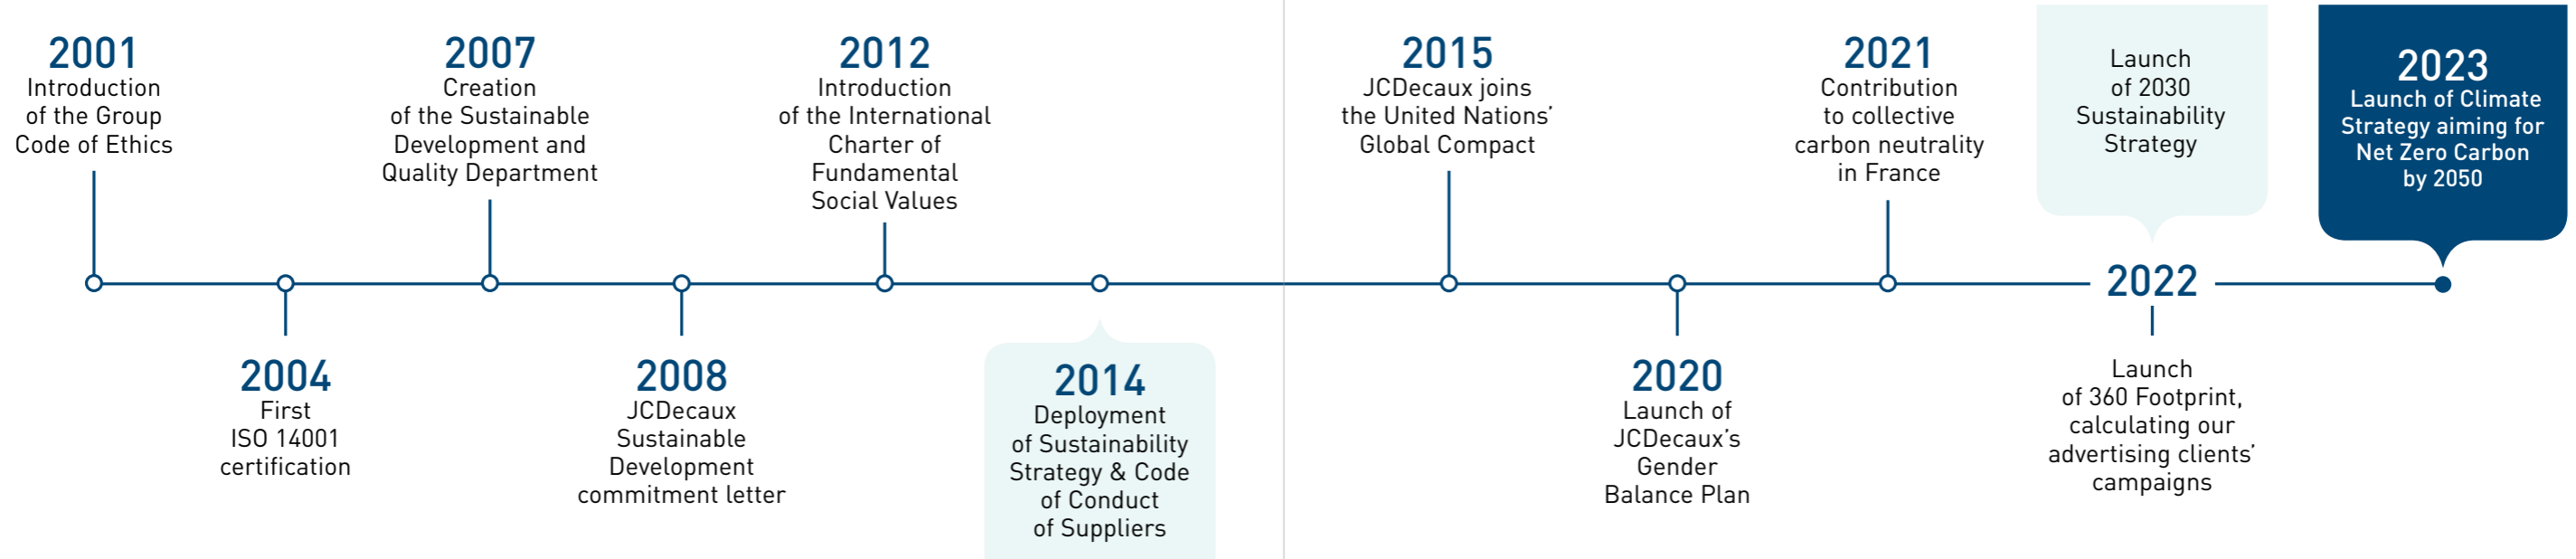 2001
Introduction
of the Group
Code of Ethics
2004
First
ISO 14001
certification
2007
Creation
of the Sustainable
Development and
Quality Department
2008
JCDecaux
Sustainable
Development
commitment letter
2012
Introduction
of the International
Charter of
Fundamental
Social Values
2014
Deployment
of Sustainability
Strategy & Code
of Conduct
of Suppliers
2015
JCDecaux joins
the United Nations’
Global Compact
2020
Launch of
JCDecaux’s
Gender
Balance Plan
2021
Contribution
to collective
carbon neutrality
in France
Launch
of 2030
Sustainability
Strategy
2022
Launch
of 360 Footprint,
calculating our
advertising clients’
campaigns
2023
Launch of Climate
Strategy aiming for
Net Zero Carbon
by 2050